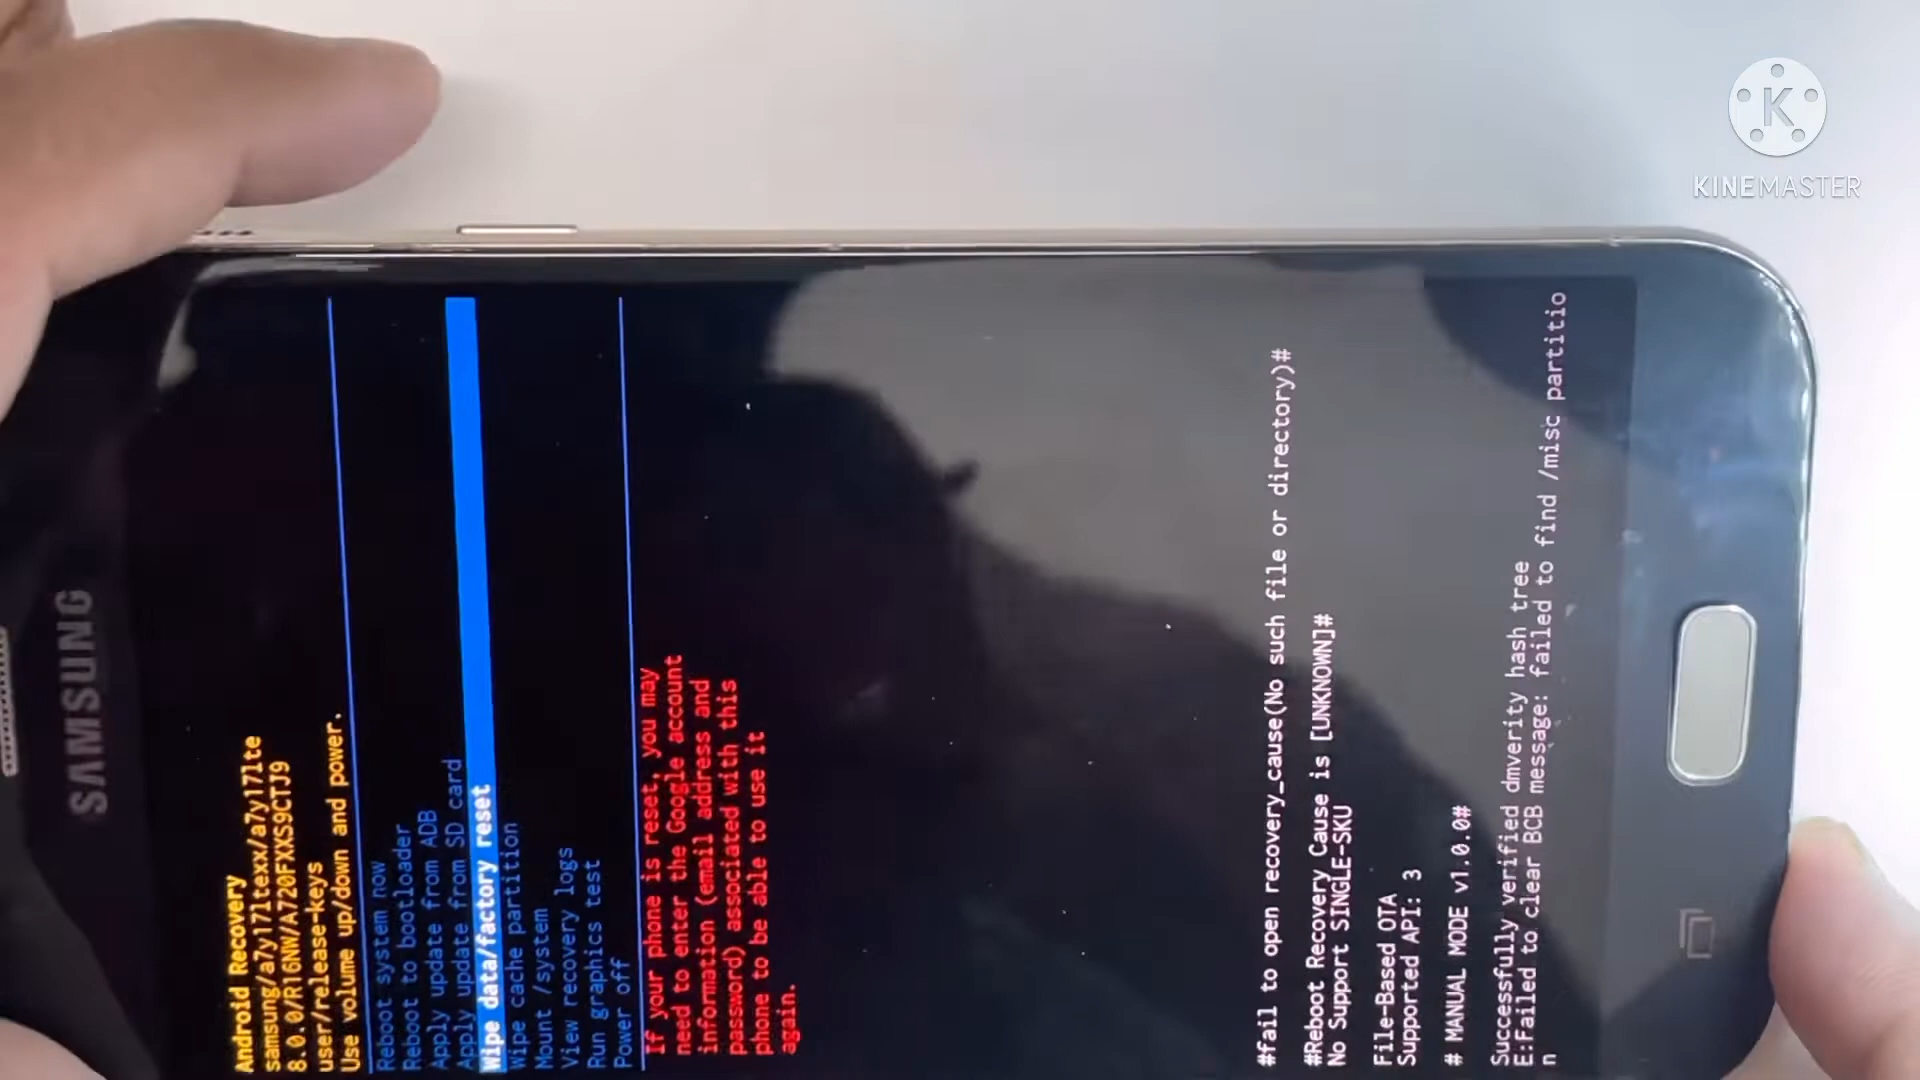 KINEMASTER
SAMSUNG
Android Recovery
samsung/a7y17ltexx/a7y17lte
8.0.0/R16NW/A720FXXS9CTJ9
user/release-keys
Use volume up/down and power.
Reboot system now
Reboot to bootloader
Apply update from ADB
Apply update from SD card
Wipe data/factory reset
Wipe cache partition
Mount /system
View recovery logs
Run graphics test
Power off
If your phone is reset, you may
need to enter the Google account
information (email address and
password) associated with this
phone to be able to use it
again.
#fail to open recovery_cause(No such file or directory)#
#Reboot Recovery Cause is [UNKNOWN]#
No Support SINGLE-SKU
File-Based OTA
Supported API: 3
# MANUAL MODE v1.0.0#
Successfully verified dmverity hash tree
E:Failed to clear BCB message: failed to find /misc partitio
n